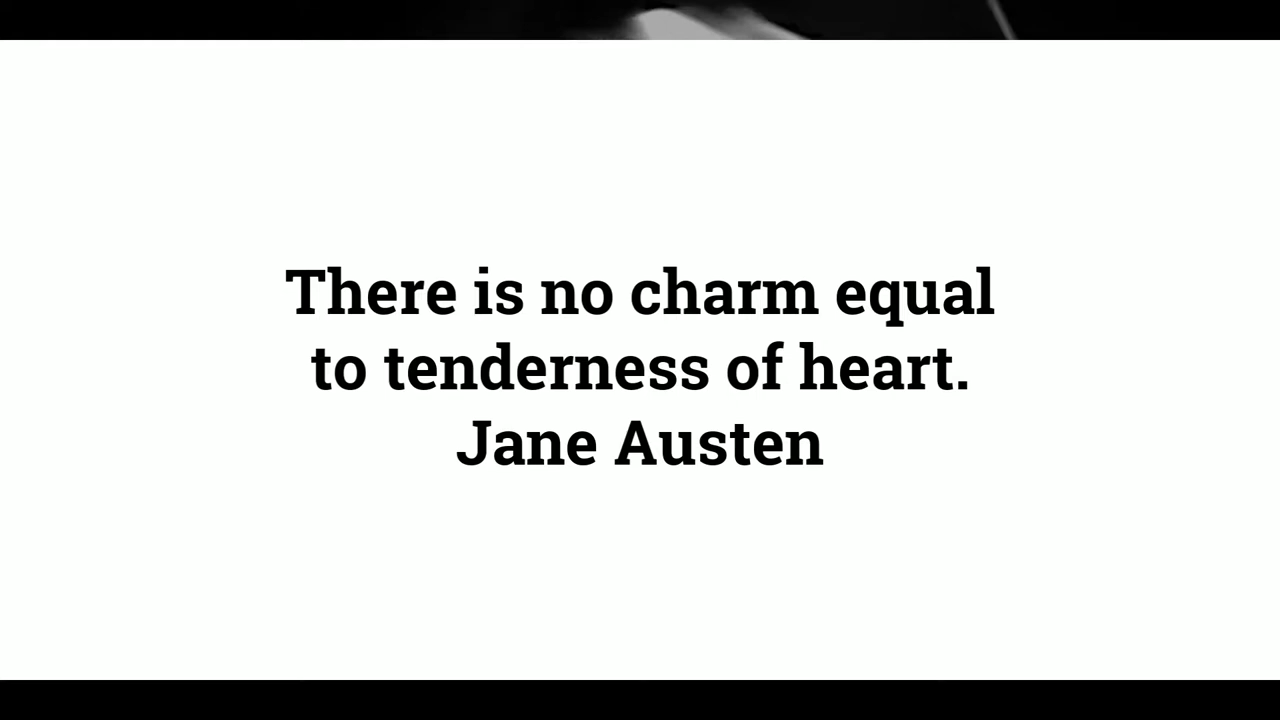 There is no charm equal
to tenderness of heart.
Jane Austen